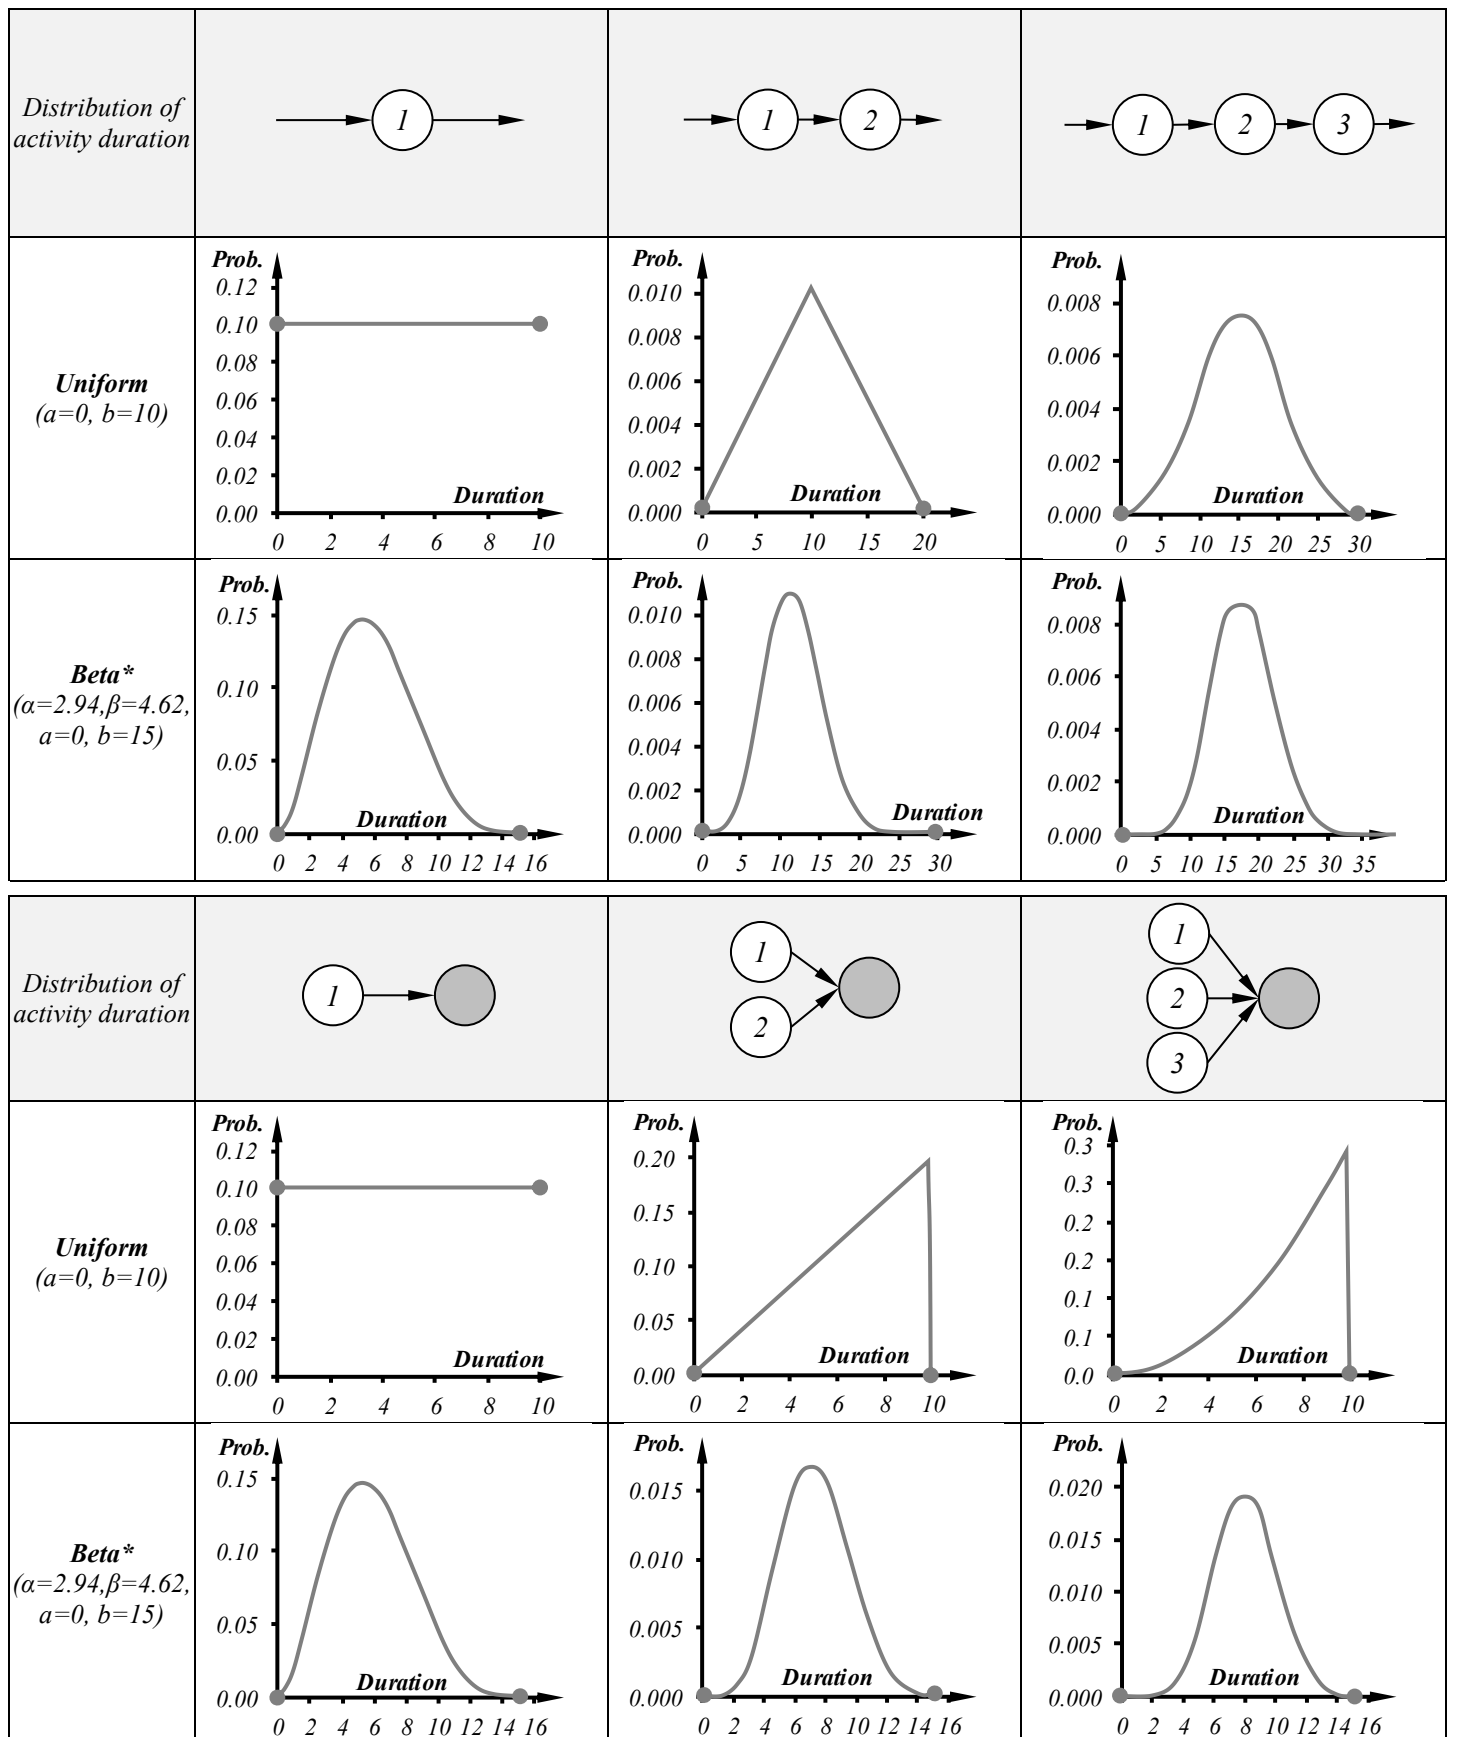 Distribution of
activity duration
1
1 2
1 2 3
Uniform
(a=0, b=10)
Prob.
0.12
0.10
0.08
0.06
0.04
0.02
0.00
Duration
0 2 4 6 8 10
Prob.
0.010
0.008
0.006
0.004
0.002
0.000
Duration
0 5 10 15 20
Prob.
0.008
0.006
0.004
0.002
0.000
Duration
0 5 10 15 20 25 30
Beta*
(α=2.94,β=4.62,
a=0, b=15)
Prob.
0.15
0.10
0.05
0.00
Duration
0 2 4 6 8 10 12 14 16
Prob.
0.010
0.008
0.006
0.004
0.002
0.000
Duration
0 5 10 15 20 25 30
Prob.
0.008
0.006
0.004
0.002
0.000
Duration
0 5 10 15 20 25 30 35
Distribution of
activity duration
1
1
2
1
2
3
Uniform
(a=0, b=10)
Prob.
0.12
0.10
0.08
0.06
0.04
0.02
0.00
Duration
0 2 4 6 8 10
Prob.
0.20
0.15
0.10
0.05
0.00
Duration
0 2 4 6 8 10
Prob.
0.3
0.3
0.2
0.2
0.1
0.1
0.0
Duration
0 2 4 6 8 10
Beta*
(α=2.94,β=4.62,
a=0, b=15)
Prob.
0.15
0.10
0.05
0.00
Duration
0 2 4 6 8 10 12 14 16
Prob.
0.015
0.010
0.005
0.000
Duration
0 2 4 6 8 10 12 14 16
Prob.
0.020
0.015
0.010
0.005
0.000
Duration
0 2 4 6 8 10 12 14 16